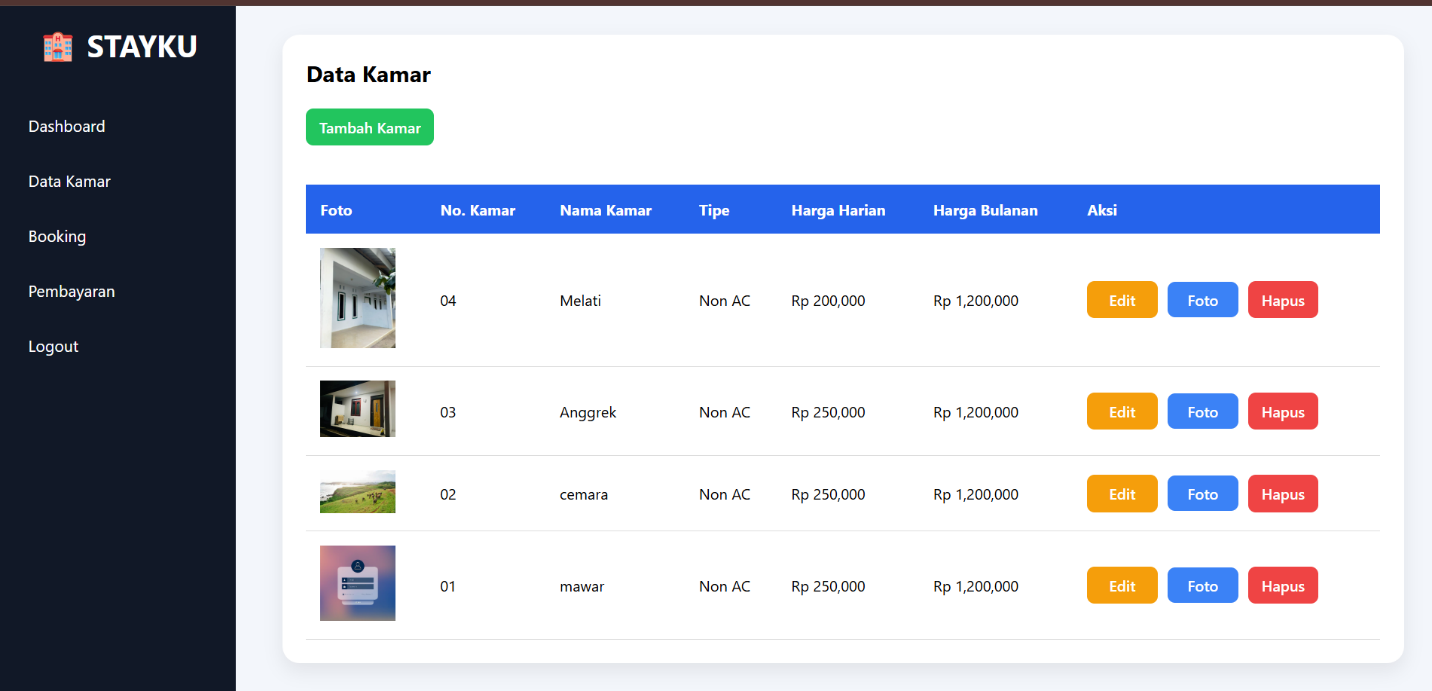 STAYKU
Dashboard
Data Kamar
Booking
Pembayaran
Logout
Data Kamar
Tambah Kamar
Foto No. Kamar Nama Kamar Tipe Harga Harian Harga Bulanan Aksi
04 Melati Non AC Rp 200,000 Rp 1,200,000 Edit Foto Hapus
03 Anggrek Non AC Rp 250,000 Rp 1,200,000 Edit Foto Hapus
02 cemara Non AC Rp 250,000 Rp 1,200,000 Edit Foto Hapus
01 mawar Non AC Rp 250,000 Rp 1,200,000 Edit Foto Hapus